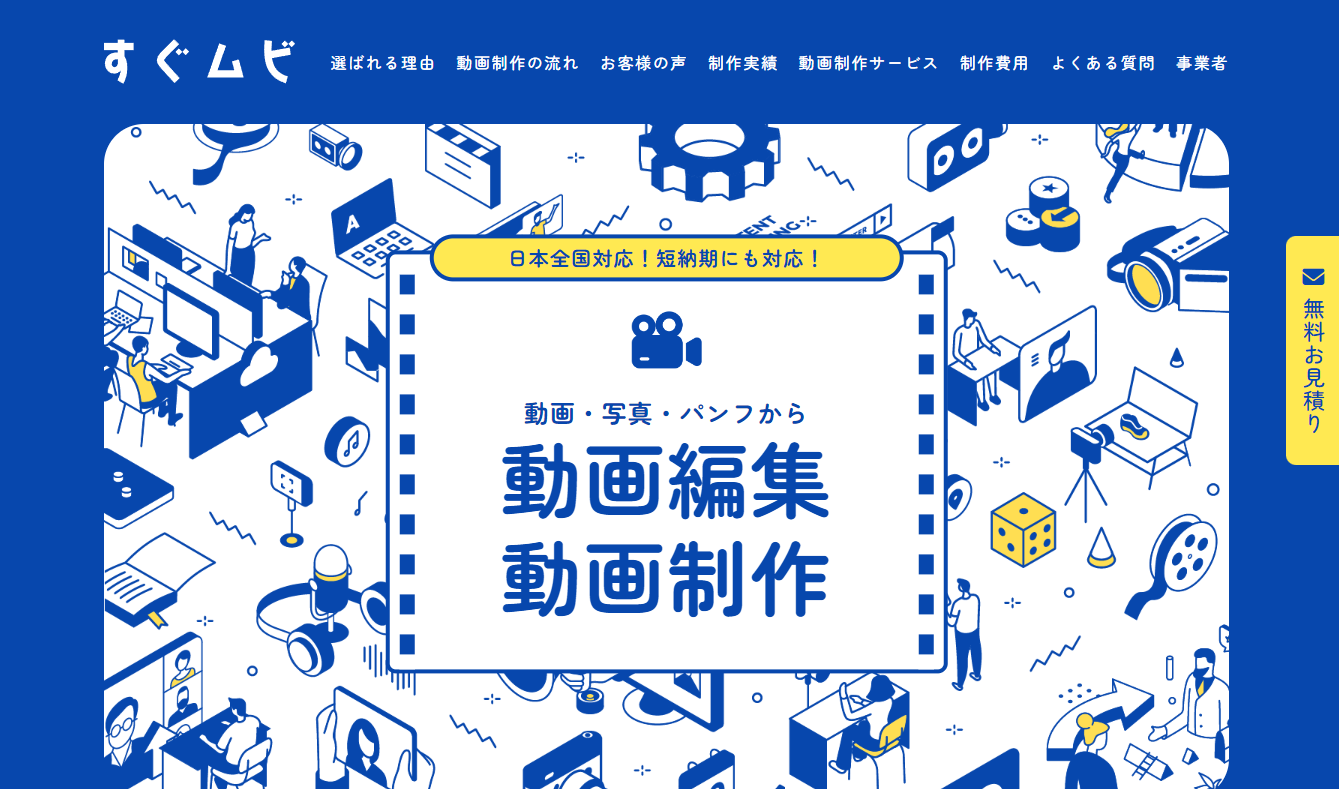 すぐムビ
選ばれる理由 動画制作の流れ お客様の声 制作実績 動画制作サービス 制作費用 よくある質問 事業者
日本全国対応！短納期にも対応！
動画・写真・パンフから
動画編集
動画制作
無料お見積り
A